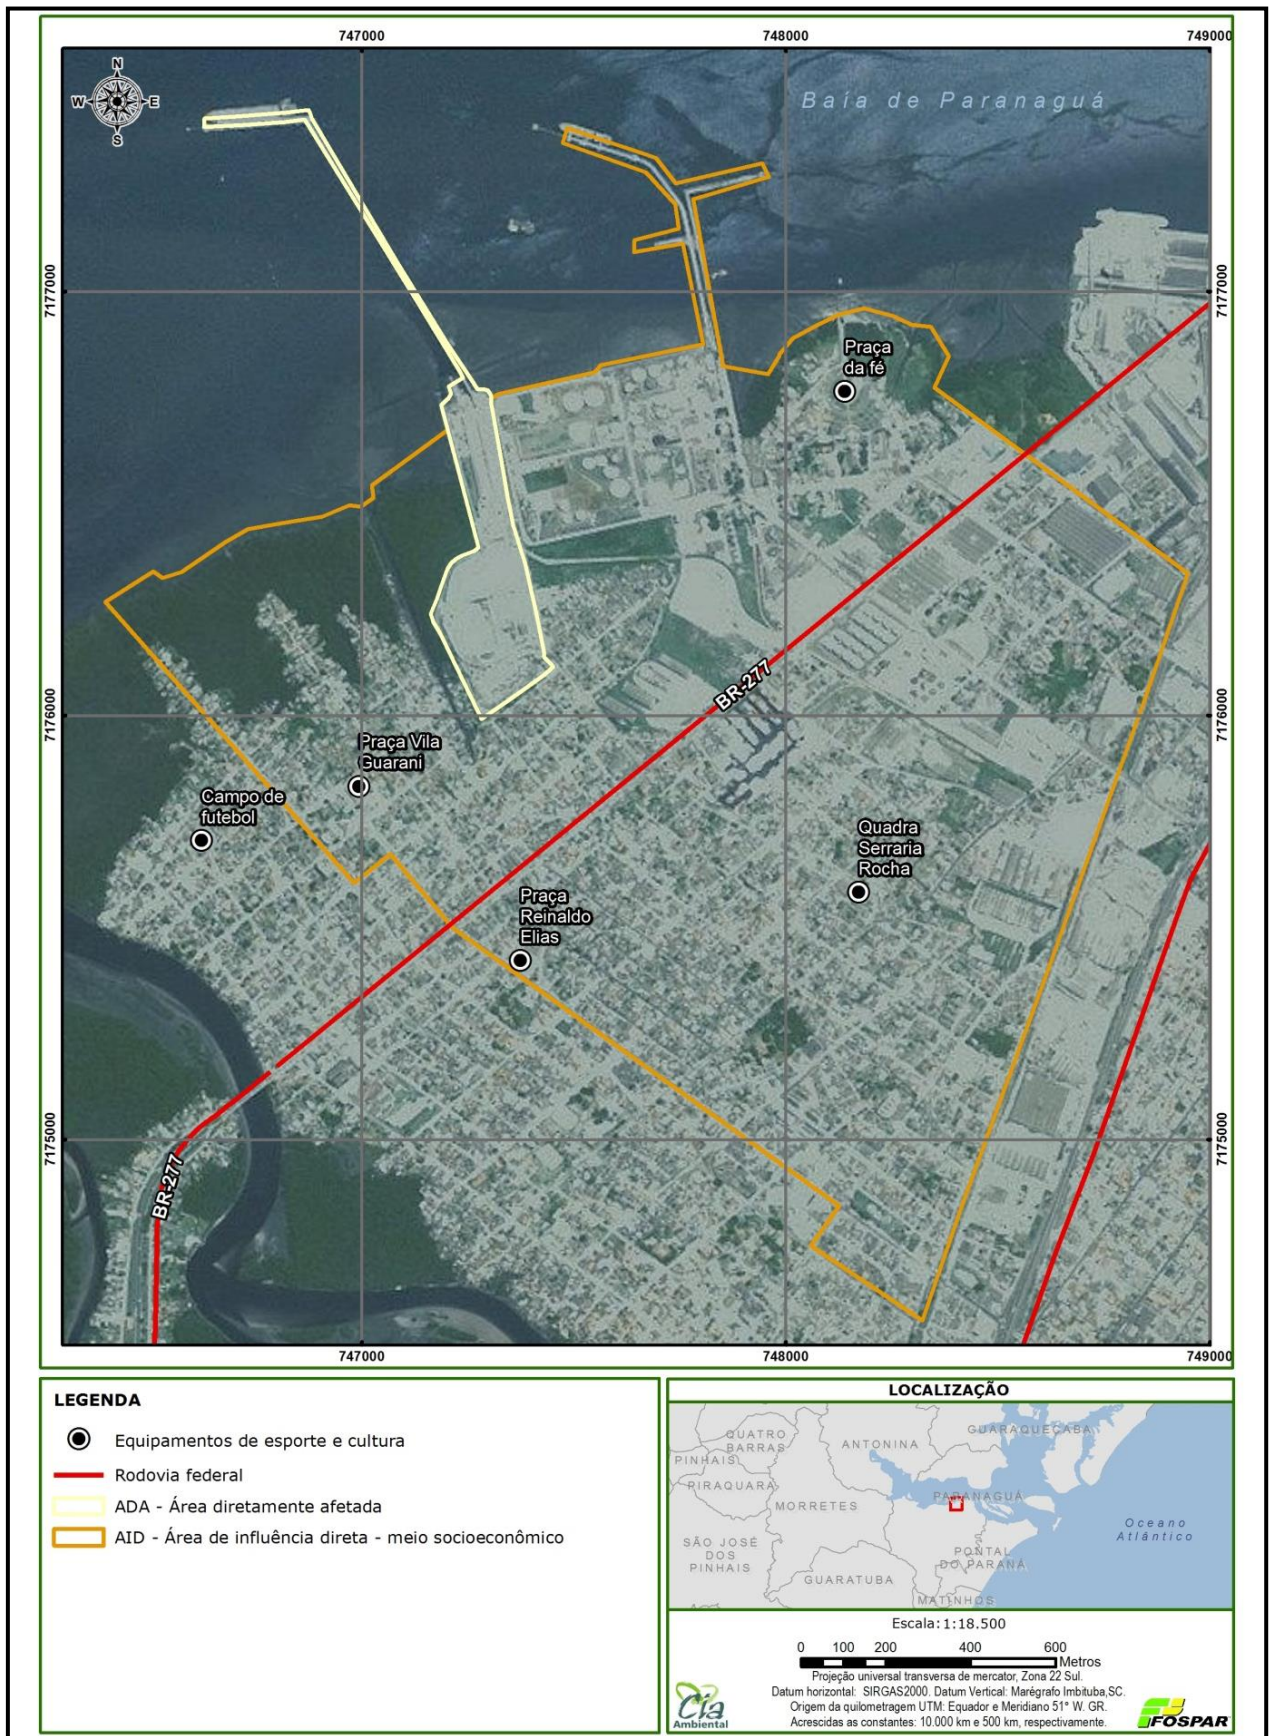 747000
748000
749000
N
W
E
S
Baía de Paranaguá
7177000
7177000
Praça
da fé
BR-277
7176000
7176000
Praça Vila
Guarani
Campo de
futebol
Quadra
Serraria
Rocha
Praça
Reinaldo
Elias
7175000
7175000
BR-277
747000
748000
749000
LEGENDA
Equipamentos de esporte e cultura
Rodovia federal
ADA - Área diretamente afetada
AID - Área de influência direta - meio socioeconômico
LOCALIZAÇÃO
QUATRO
BARRAS
PINHAIS
PIRAQUARA
ANTONINA
GUARAQUEÇABA
MORRETES
PARANAGUÁ
SÃO JOSÉ
DOS
PINHAIS
PONTAL
DO PARANÁ
GUARATUBA
MATINHOS
Oceano
Atlântico
Escala: 1:18.500
0 100 200 400 600
Metros
Projeção universal transversa de mercator, Zona 22 Sul.
Datum horizontal: SIRGAS2000. Datum Vertical: Marégrafo Imbituba,SC.
Origem da quilometragem UTM: Equador e Meridiano 51° W. GR.
Acrescidas as constantes: 10.000 km e 500 km, respectivamente.
Cia
Ambiental
FOSPAR